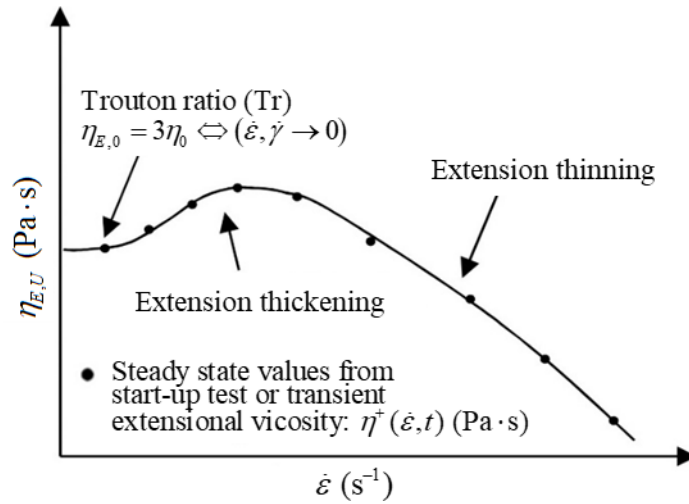 Trouton ratio (Tr)
η_{E,0} = 3η_0 ⇔ (ε̇, γ̇ → 0)
Extension thinning
Extension thickening
η_{E,U} (Pa·s)
Steady state values from
start-up test or transient
extensional vicosity: η⁺(ε̇,t) (Pa·s)
ε̇ (s⁻¹)